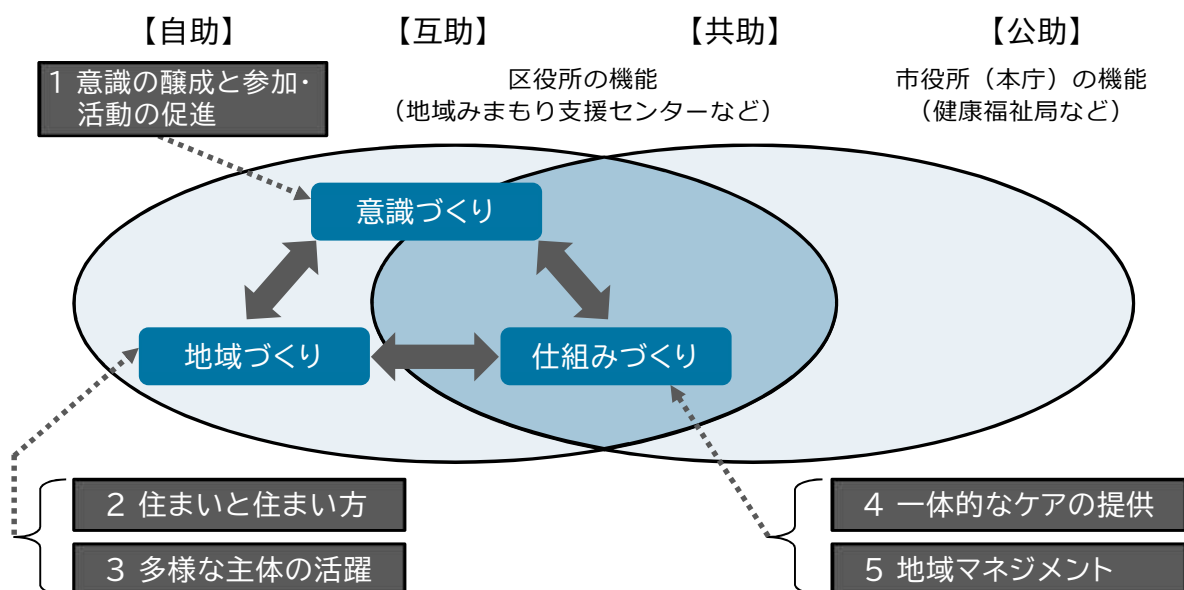 【自助】
【互助】
【共助】
【公助】
1 意識の醸成と参加・
活動の促進
区役所の機能
（地域みまもり支援センターなど）
市役所（本庁）の機能
（健康福祉局など）
意識づくり
地域づくり
仕組みづくり
2 住まいと住まい方
3 多様な主体の活躍
4 一体的なケアの提供
5 地域マネジメント